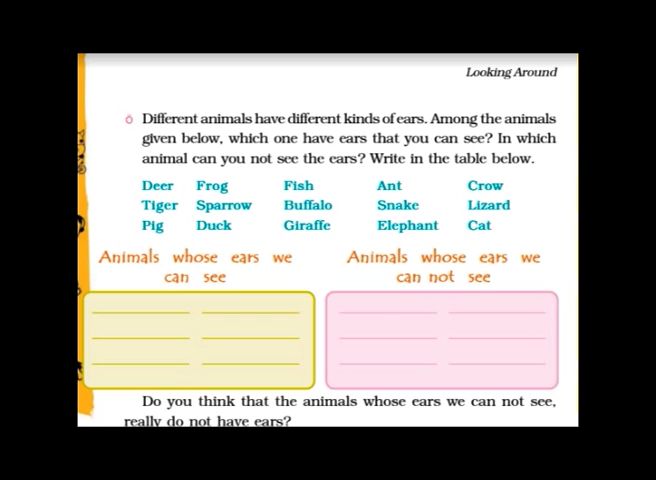 Looking Around
Different animals have different kinds of ears. Among the animals
given below, which one have ears that you can see? In which
animal can you not see the ears? Write in the table below.
Deer Frog Fish Ant Crow
Tiger Sparrow Buffalo Snake Lizard
Pig Duck Giraffe Elephant Cat
Animals whose ears we
can see
Animals whose ears we
can not see
Do you think that the animals whose ears we can not see,
really do not have ears?